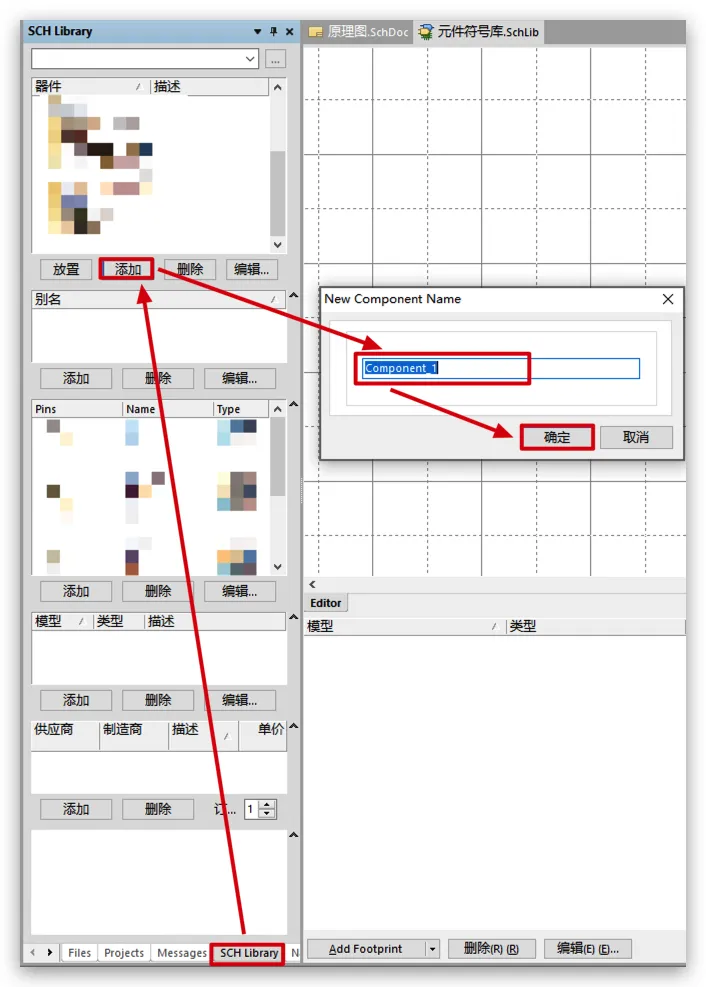 SCH Library
原理图.SchDoc
元件符号库.SchLib
...
器件 / 描述
放置 添加 删除 编辑...
别名 /
添加 删除 编辑...
New Component Name
Component_1
确定 取消
Pins Name Type
添加 删除 编辑...
模型 / 类型 描述
添加 删除 编辑...
供应商 制造商 描述 / 单价
添加 删除 订... 1
Editor
模型 / 类型
Files Projects Messages SCH Library
Add Footprint 删除(R) (R) 编辑(E) (E)...